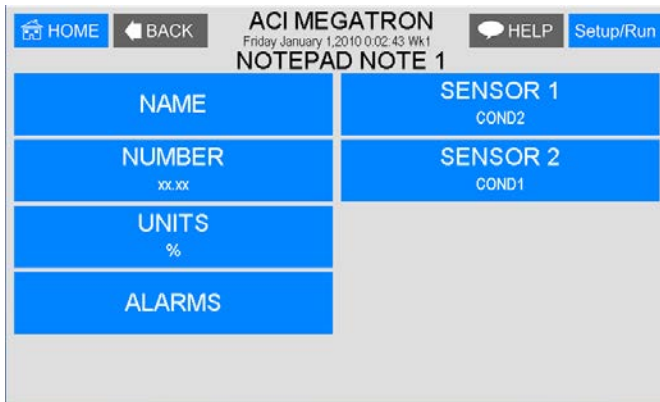 HOME
BACK
ACI MEGATRON
Friday January 1,2010 0:02:43 Wk1
NOTEPAD NOTE 1
HELP
Setup/Run
NAME
SENSOR 1
COND2
NUMBER
xx.xx
SENSOR 2
COND1
UNITS
%
ALARMS